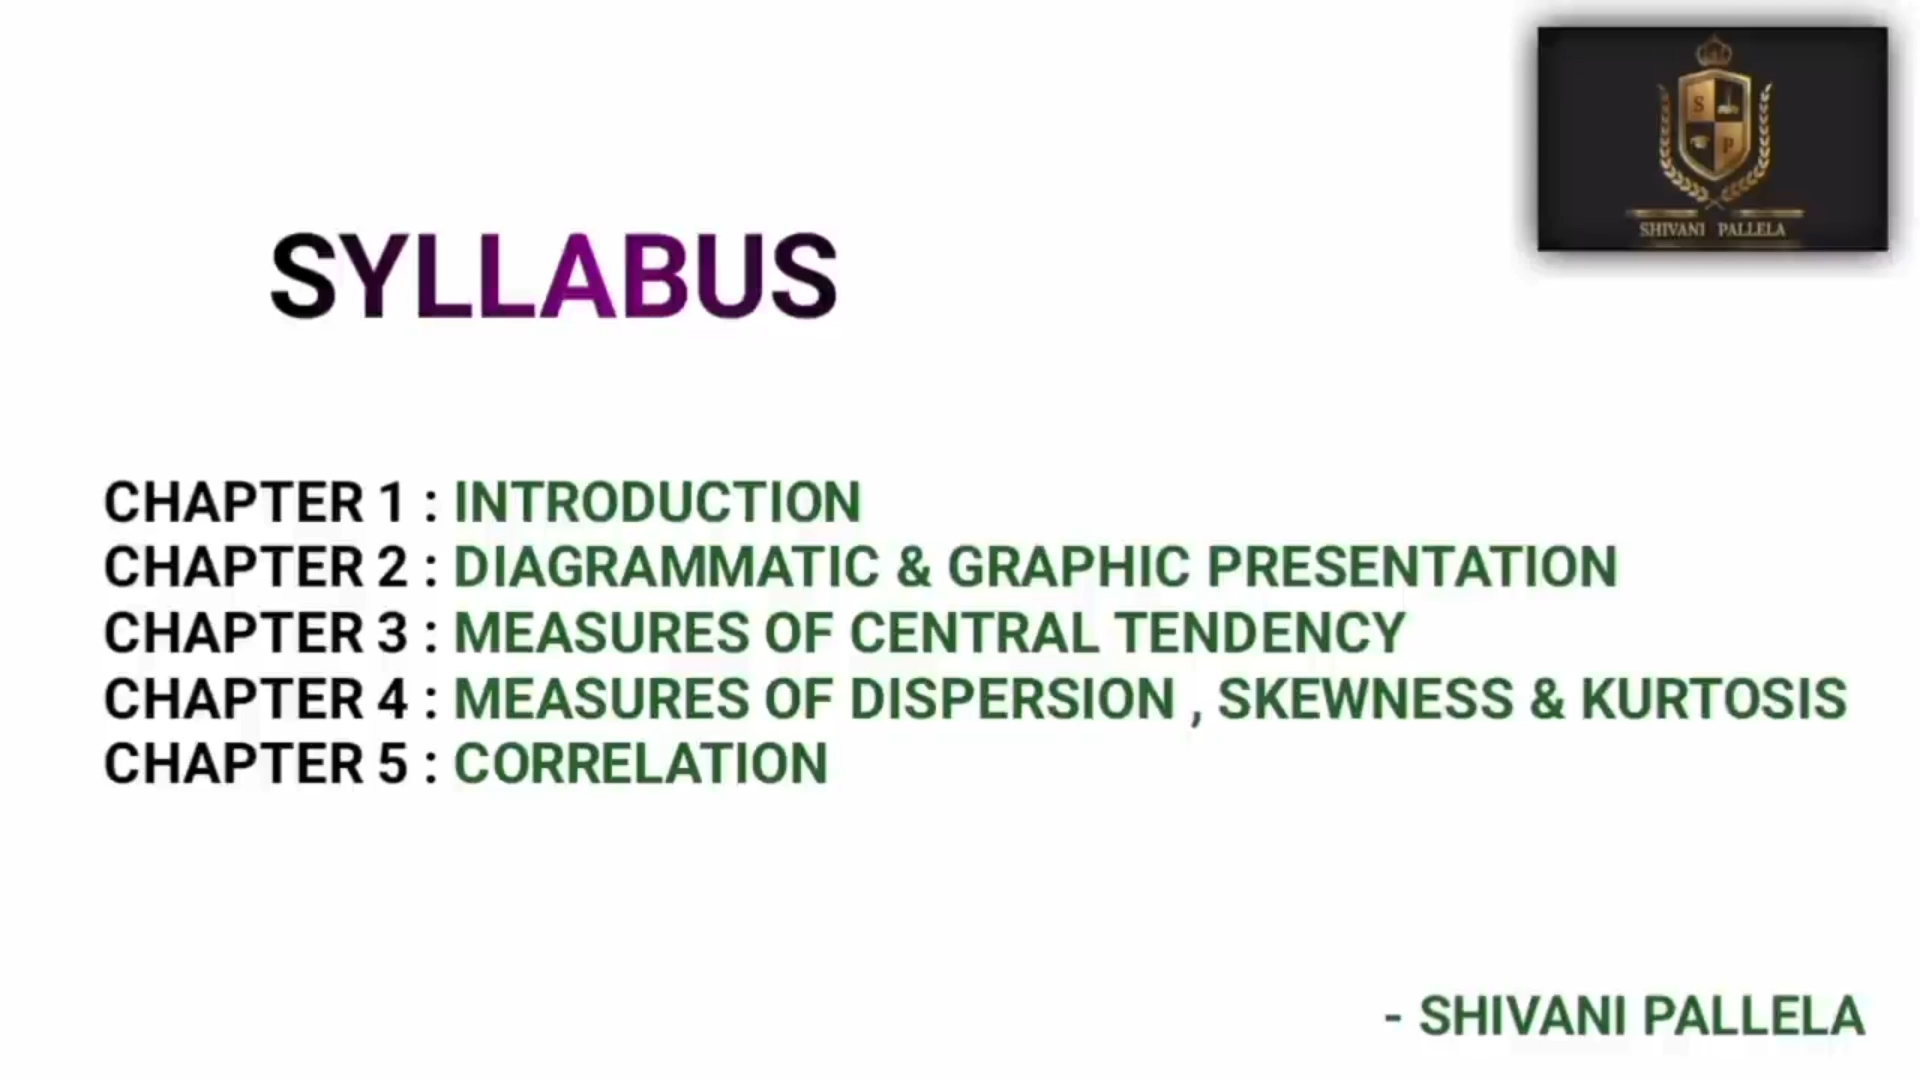 S
P
SHIVANI PALLELA
SYLLABUS
CHAPTER 1 : INTRODUCTION
CHAPTER 2 : DIAGRAMMATIC & GRAPHIC PRESENTATION
CHAPTER 3 : MEASURES OF CENTRAL TENDENCY
CHAPTER 4 : MEASURES OF DISPERSION , SKEWNESS & KURTOSIS
CHAPTER 5 : CORRELATION
- SHIVANI PALLELA